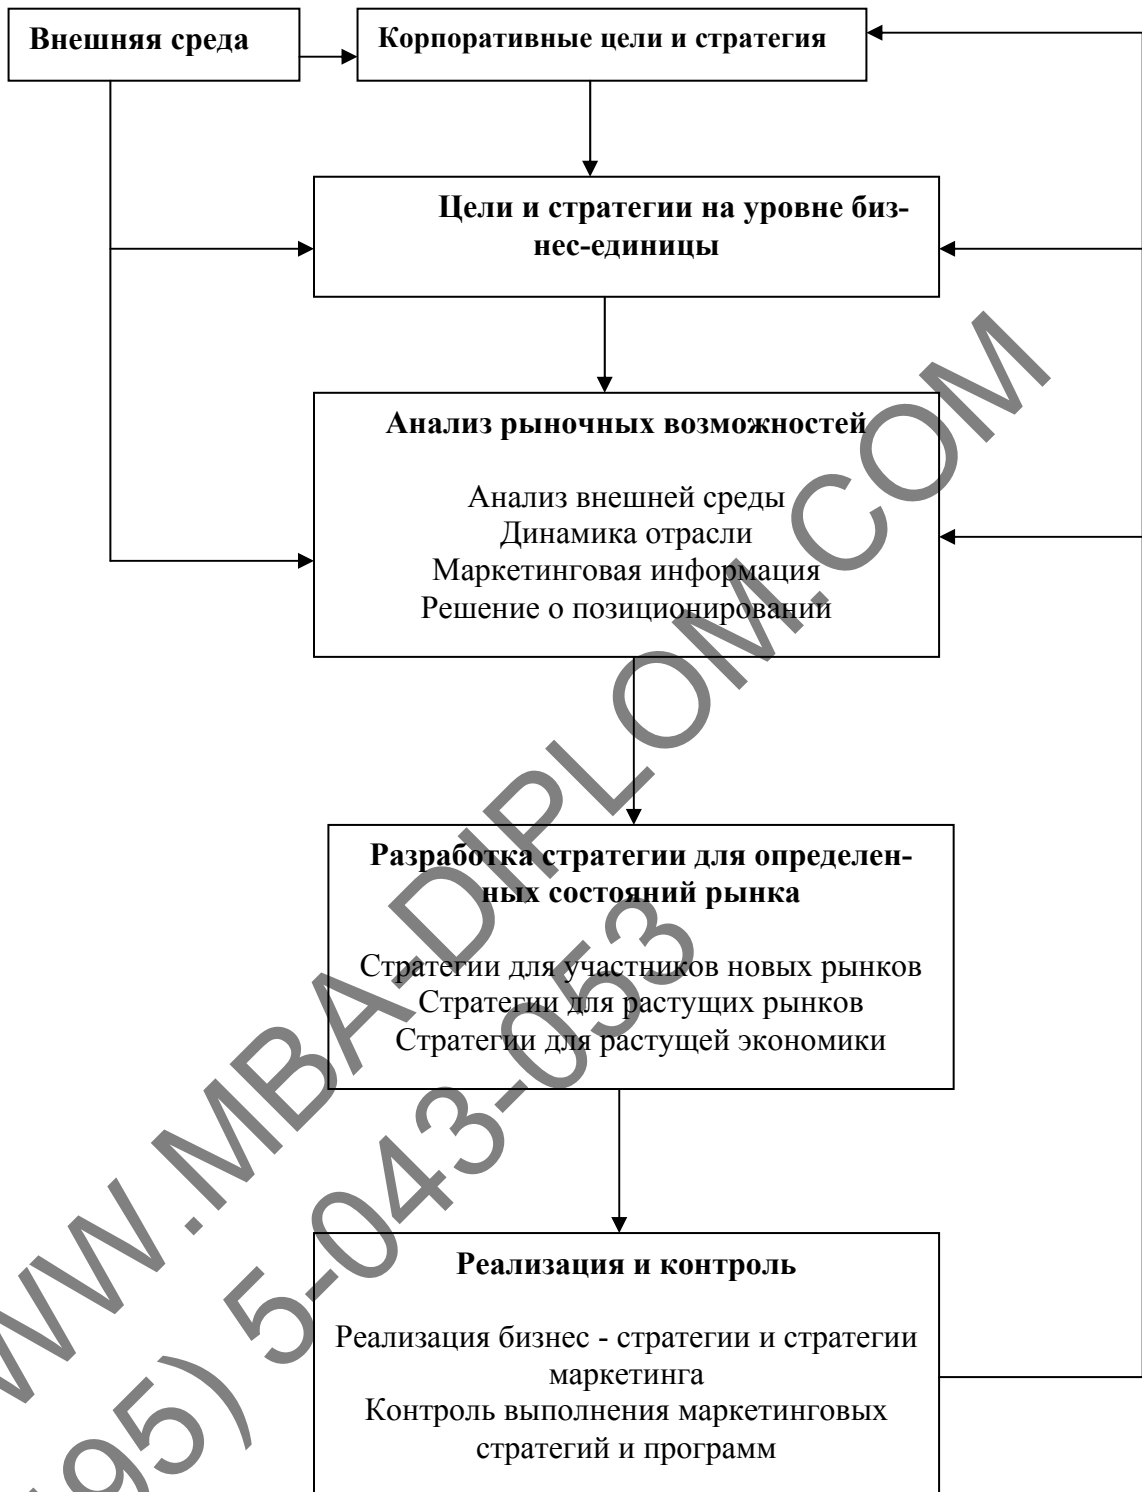 Внешняя среда
Корпоративные цели и стратегия
Цели и стратегии на уровне биз-
нес-единицы
Анализ рыночных возможностей
Анализ внешней среды
Динамика отрасли
Маркетинговая информация
Решение о позиционировании
Разработка стратегии для определен-
ных состояний рынка
Стратегии для участников новых рынков
Стратегии для растущих рынков
Стратегии для растущей экономики
Реализация и контроль
Реализация бизнес - стратегии и стратегии
маркетинга
Контроль выполнения маркетинговых
стратегий и программ
WW.MBA-DIPLOM.COM
95) 5-043-053